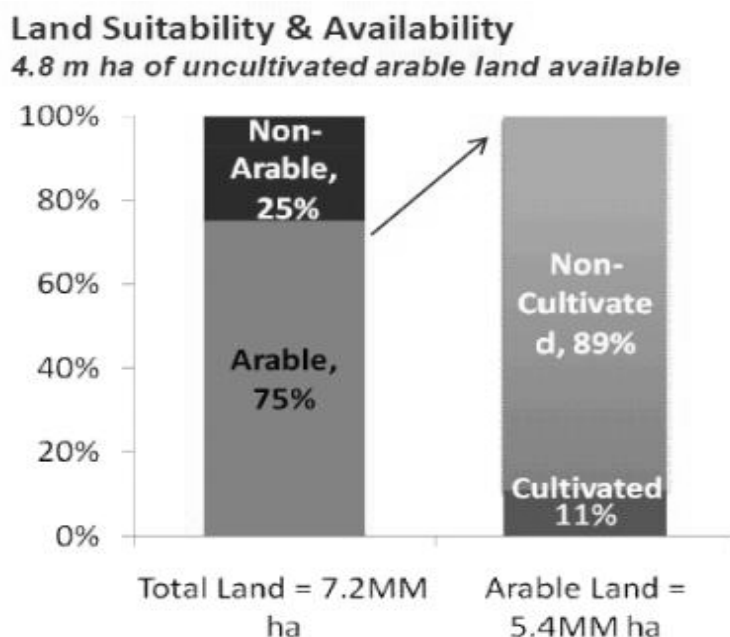 Land Suitability & Availability
4.8 m ha of uncultivated arable land available
100%
80%
60%
40%
20%
0%
Non-
Arable,
25%
Arable,
75%
Non-
Cultivate
d, 89%
Cultivated
11%
Total Land = 7.2MM
ha
Arable Land =
5.4MM ha